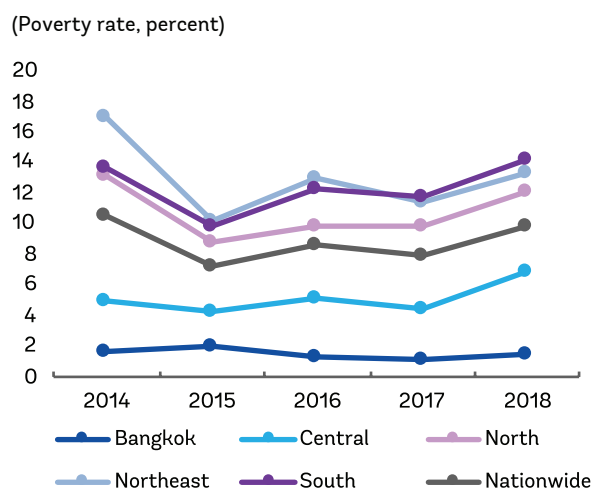 (Poverty rate, percent)
20
18
16
14
12
10
8
6
4
2
0
2014 2015 2016 2017 2018
Bangkok Central North
Northeast South Nationwide